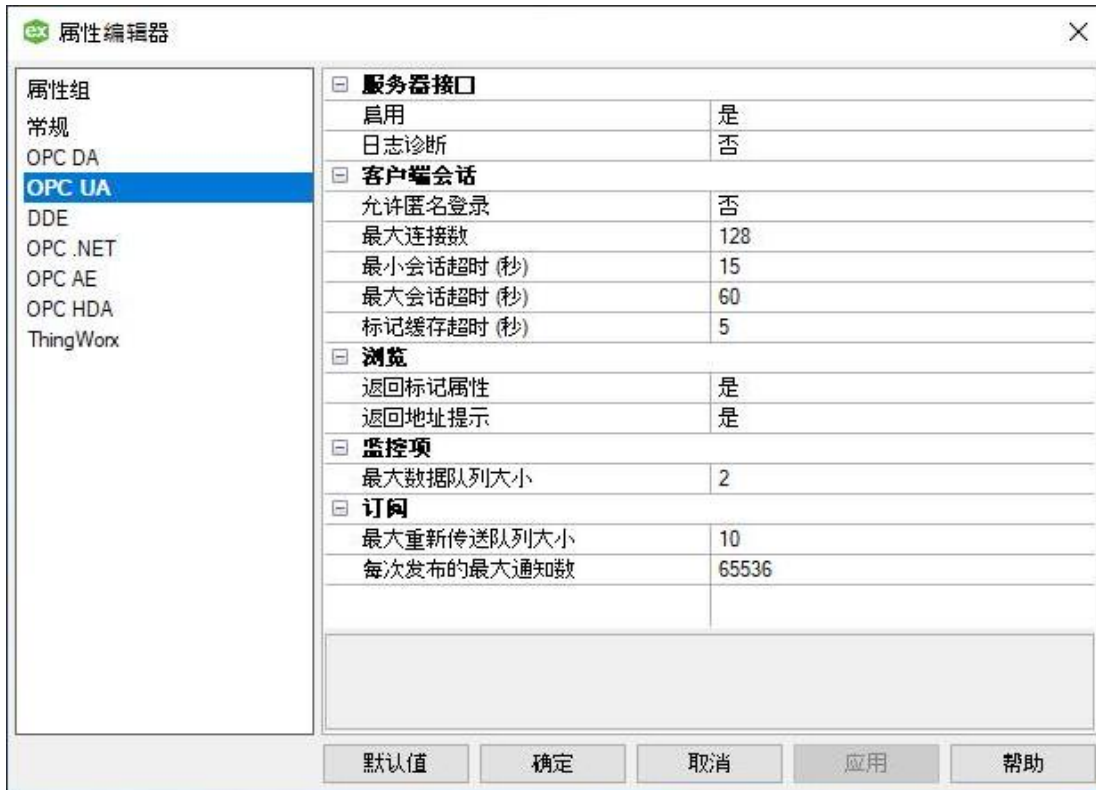 ex 属性编辑器
属性组
常规
OPC DA
OPC UA
DDE
OPC .NET
OPC AE
OPC HDA
ThingWorx
服务器接口
启用 是
日志诊断 否
客户端会话
允许匿名登录 否
最大连接数 128
最小会话超时 (秒) 15
最大会话超时 (秒) 60
标记缓存超时 (秒) 5
浏览
返回标记属性 是
返回地址提示 是
监控项
最大数据队列大小 2
订阅
最大重新传送队列大小 10
每次发布的最大通知数 65536
默认值 确定 取消 应用 帮助